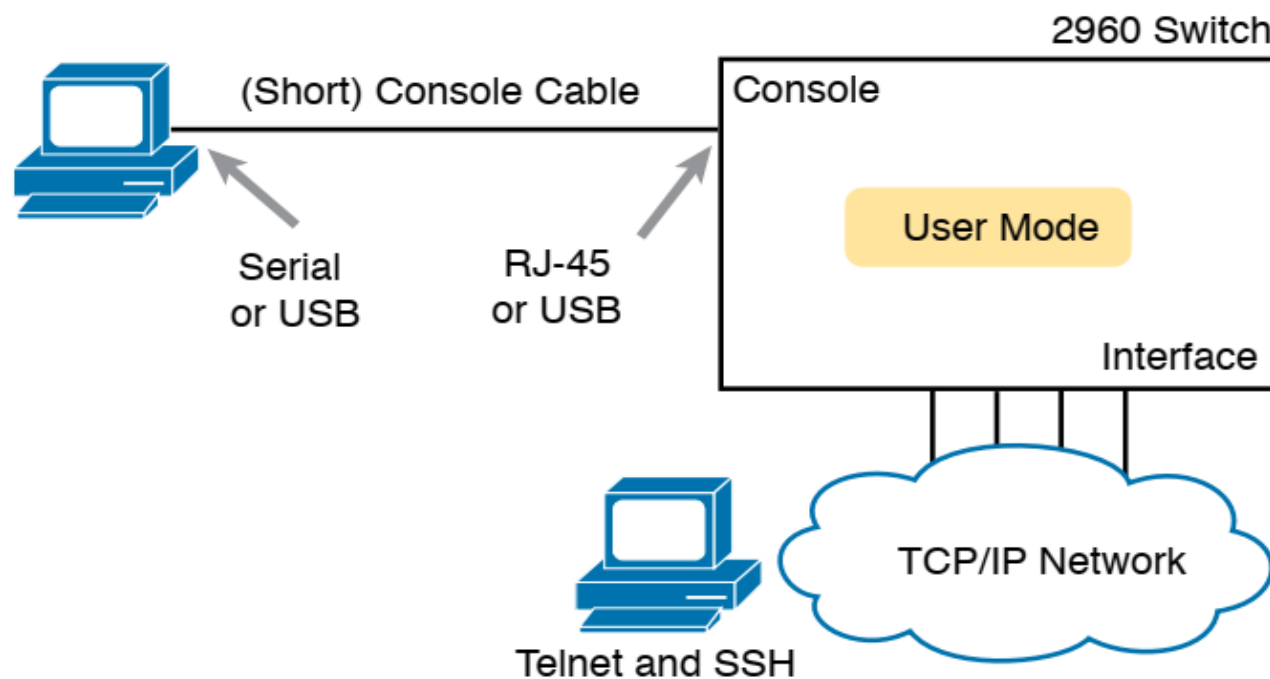 2960 Switch
(Short) Console Cable
Console
User Mode
Serial
or USB
RJ-45
or USB
Interface
TCP/IP Network
Telnet and SSH